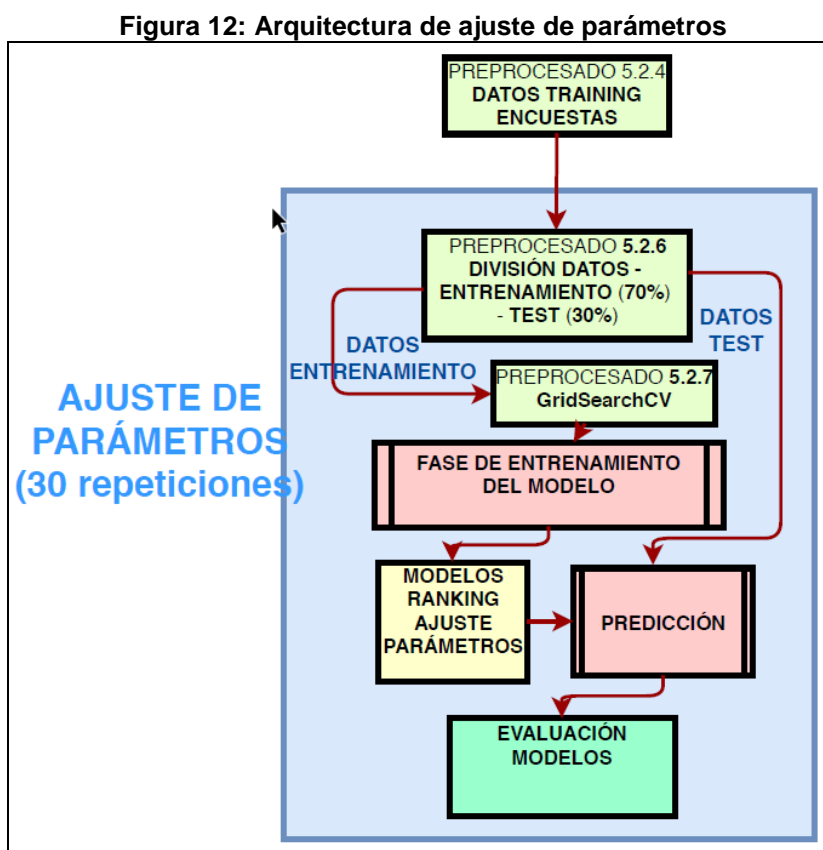 Figura 12: Arquitectura de ajuste de parámetros
PREPROCESADO 5.2.4
DATOS TRAINING
ENCUESTAS
PREPROCESADO 5.2.6
DIVISIÓN DATOS -
ENTRENAMIENTO (70%)
- TEST (30%)
DATOS
TEST
DATOS
ENTRENAMIENTO
PREPROCESADO 5.2.7
GridSearchCV
AJUSTE DE
PARÁMETROS
(30 repeticiones)
FASE DE ENTRENAMIENTO
DEL MODELO
MODELOS
RANKING
AJUSTE
PARÁMETROS
PREDICCIÓN
EVALUACIÓN
MODELOS